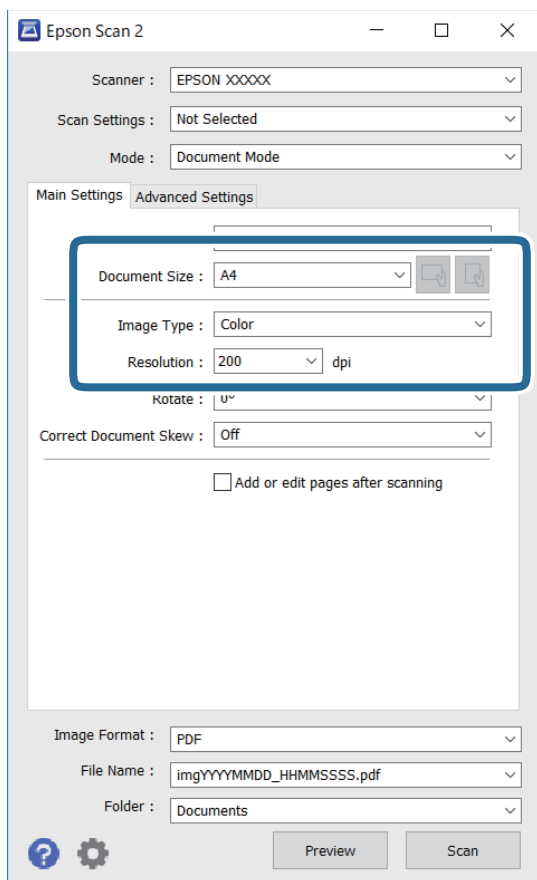 Epson Scan 2
Scanner : EPSON XXXXX
Scan Settings : Not Selected
Mode : Document Mode
Main Settings Advanced Settings
Document Size : A4
Image Type : Color
Resolution : 200 dpi
Rotate : 0°
Correct Document Skew : Off
Add or edit pages after scanning
Image Format : PDF
File Name : imgYYYYMMDD_HHMMSSSS.pdf
Folder : Documents
? Preview Scan